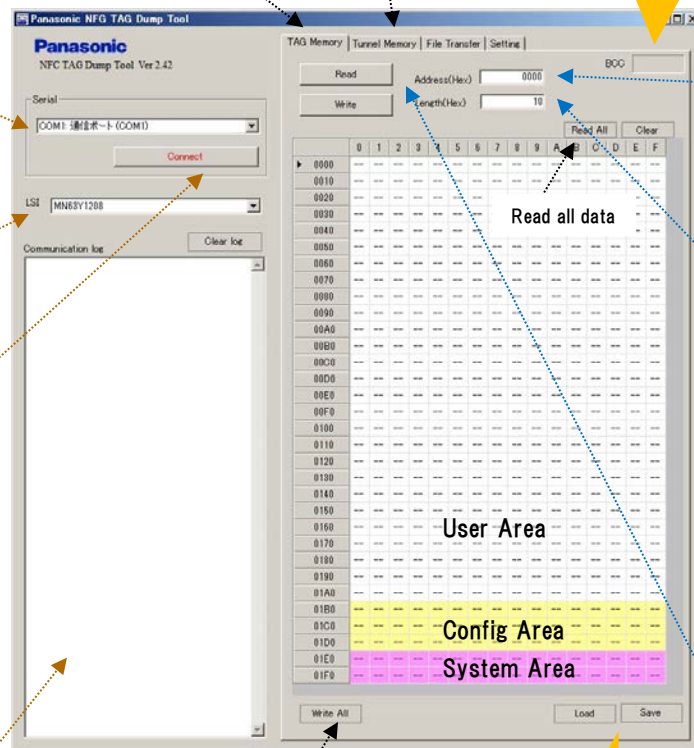 Panasonic NFG TAG Dump Tool
Panasonic
NFC TAG Dump Tool Ver 2.42
Serial
COM1: 通信ポート (COM1)
Connect
LSI
MN63Y1208
Clear log
Communication log
TAG Memory
Tunnel Memory
File Transfer
Setting
Read
Address(Hex)
0000
BCC
Write
Length(Hex)
10
Read All
Clear
0 1 2 3 4 5 6 7 8 9 A B C D E F
0000 -- -- -- -- -- -- -- -- -- -- -- -- -- -- -- --
0010 -- -- -- -- -- -- -- -- -- -- -- -- -- -- -- --
0020 -- -- -- -- -- -- -- --
Read all data
0030 -- -- -- -- -- -- -- --
0040 -- -- -- -- -- -- -- --
0050 -- -- -- -- -- -- -- -- -- -- -- -- -- -- -- --
0060 -- -- -- -- -- -- -- -- -- -- -- -- -- -- -- --
0070 -- -- -- -- -- -- -- -- -- -- -- -- -- -- -- --
0080 -- -- -- -- -- -- -- -- -- -- -- -- -- -- -- --
0090 -- -- -- -- -- -- -- -- -- -- -- -- -- -- -- --
00A0 -- -- -- -- -- -- -- -- -- -- -- -- -- -- -- --
00B0 -- -- -- -- -- -- -- -- -- -- -- -- -- -- -- --
00C0 -- -- -- -- -- -- -- -- -- -- -- -- -- -- -- --
00D0 -- -- -- -- -- -- -- -- -- -- -- -- -- -- -- --
00E0 -- -- -- -- -- -- -- -- -- -- -- -- -- -- -- --
00F0 -- -- -- -- -- -- -- -- -- -- -- -- -- -- -- --
0100 -- -- -- -- -- -- -- -- -- -- -- -- -- -- -- --
0110 -- -- -- -- -- -- -- -- -- -- -- -- -- -- -- --
0120 -- -- -- -- -- -- -- -- -- -- -- -- -- -- -- --
0130 -- -- -- -- -- -- -- -- -- -- -- -- -- -- -- --
0140 -- -- -- -- -- -- -- -- -- -- -- -- -- -- -- --
0150 -- -- -- -- -- -- -- -- -- -- -- -- -- -- -- --
0160 -- -- -- -- User Area -- -- -- -- --
0170 -- -- -- -- -- -- -- -- -- -- -- -- -- -- -- --
0180 -- -- -- -- -- -- -- -- -- -- -- -- -- -- -- --
0190 -- -- -- -- -- -- -- -- -- -- -- -- -- -- -- --
01A0 -- -- -- -- -- -- -- -- -- -- -- -- -- -- -- --
01B0 -- -- -- -- -- -- -- -- -- -- -- -- -- -- -- --
01C0 -- -- -- -- Config Area -- -- -- --
01D0 -- -- -- -- -- -- -- -- -- -- -- -- -- -- -- --
01E0 -- -- -- -- System Area -- -- -- --
01F0 -- -- -- -- -- -- -- -- -- -- -- -- -- -- -- --
Write All
Load
Save